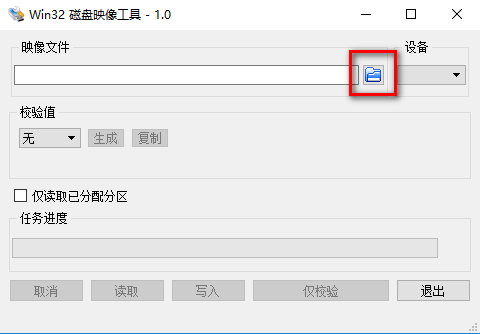 Win32 磁盘映像工具 - 1.0
映像文件
设备
校验值
无
生成
复制
仅读取已分配分区
任务进度
取消
读取
写入
仅校验
退出